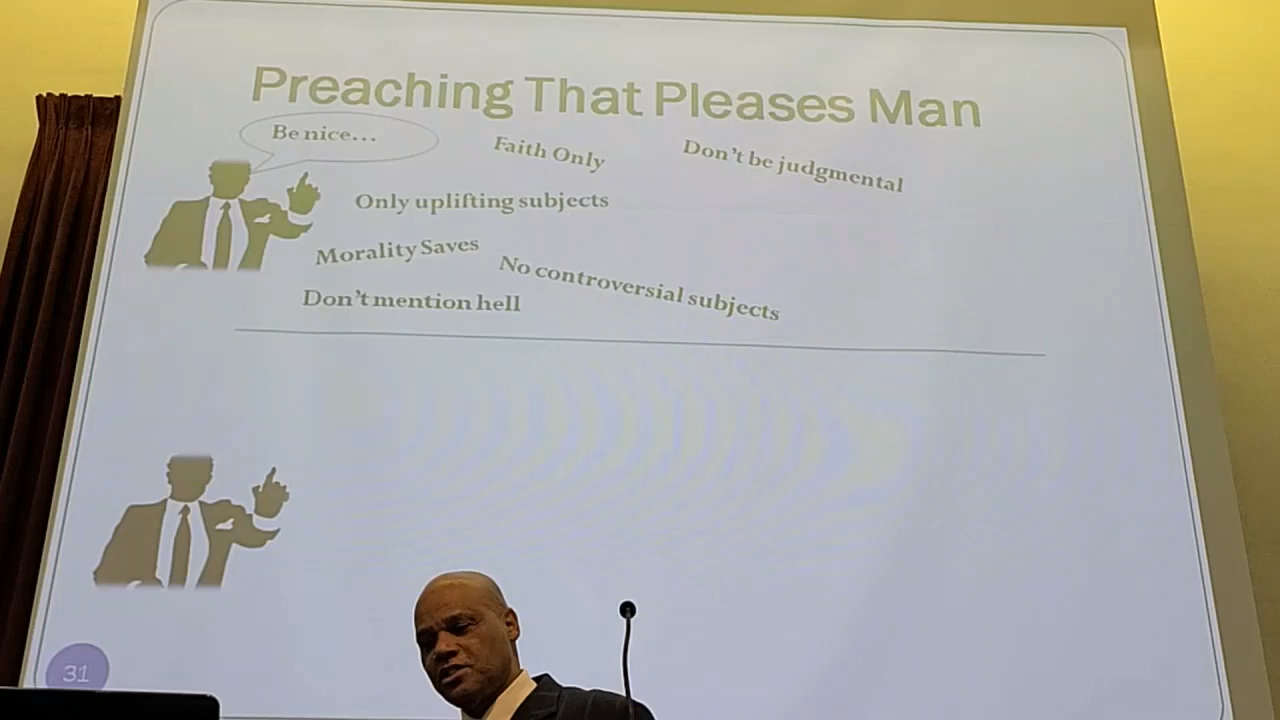 Preaching That Pleases Man
Be nice...
Faith Only
Don't be judgmental
Only uplifting subjects
Morality Saves
No controversial subjects
Don't mention hell
31